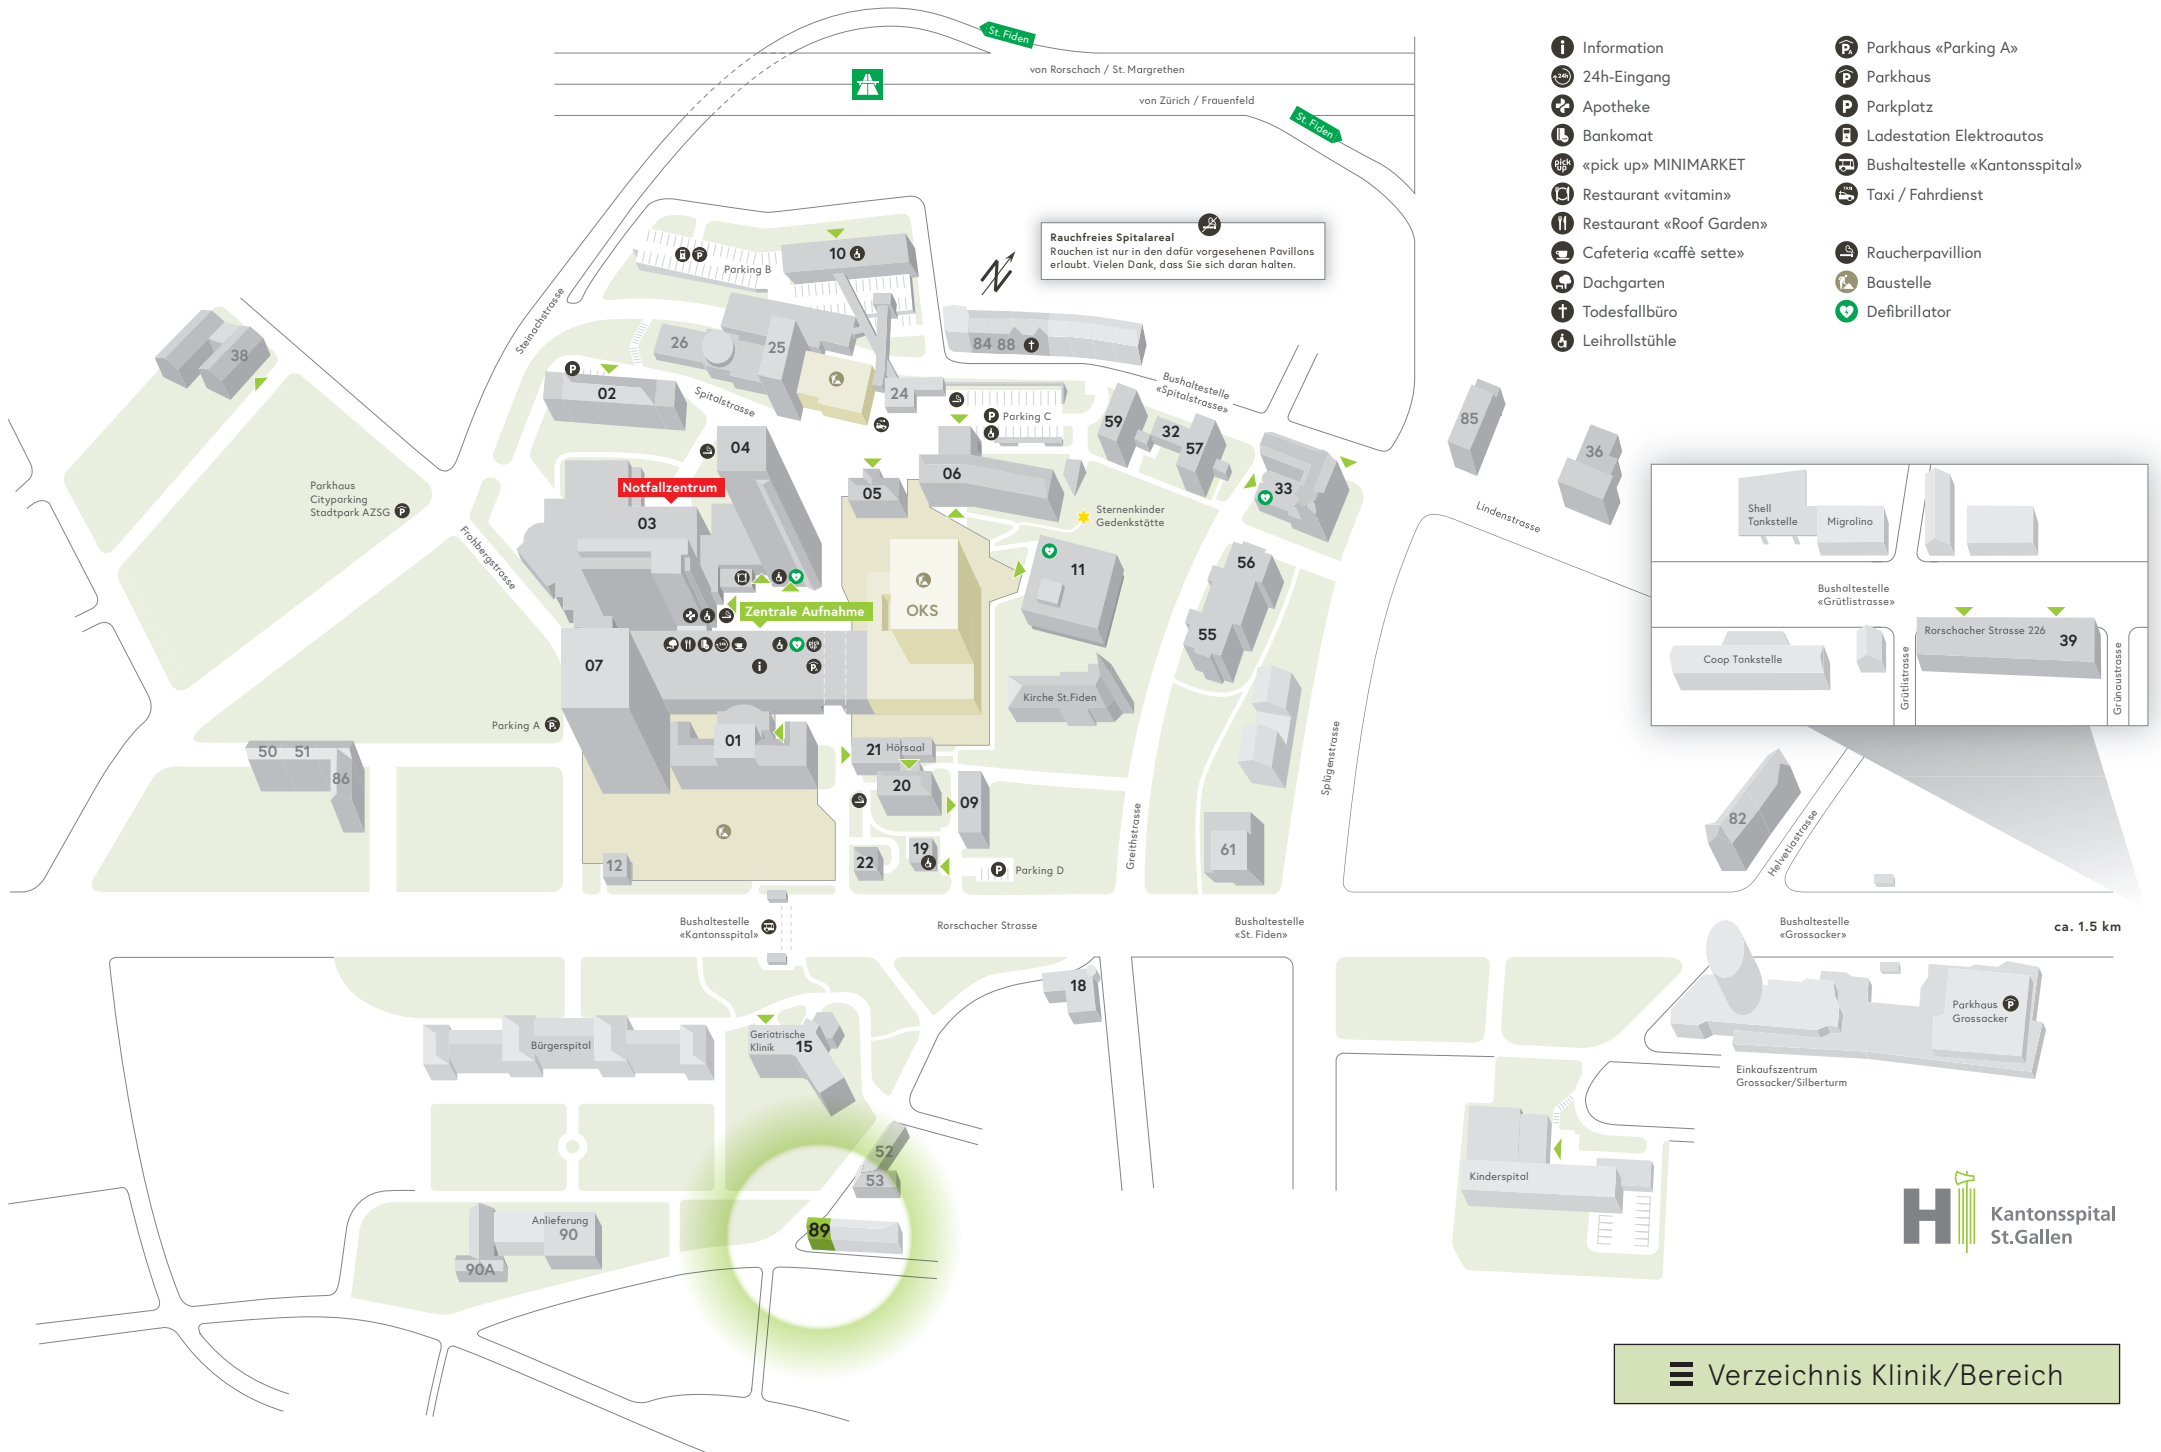 St. Fiden
von Rorschach / St. Margrethen
von Zürich / Frauenfeld
St. Fiden
Information
24h-Eingang
Apotheke
Bankomat
«pick up» MINIMARKET
Restaurant «vitamin»
Restaurant «Roof Garden»
Cafeteria «caffè sette»
Dachgarten
Todesfallbüro
Leihrollstühle
Parkhaus «Parking A»
Parkhaus
Parkplatz
Ladestation Elektroautos
Bushaltestelle «Kantonsspital»
Taxi / Fahrdienst
Raucherpavillion
Baustelle
Defibrillator
Rauchfreies Spitalareal
Rauchen ist nur in den dafür vorgesehenen Pavillons
erlaubt. Vielen Dank, dass Sie sich daran halten.
N
10
Parking B
Steinachstrasse
38
26
25
84 88
02
Spitalstrasse
24
Bushaltestelle
«Spitalstrasse»
Parking C
59
32
57
85
36
04
06
05
33
Parkhaus
Cityparking
Stadtpark AZSG
Notfallzentrum
03
Sternenkinder
Gedenkstätte
Lindenstrasse
Frohbergstrasse
11
56
OKS
Zentrale Aufnahme
55
07
Kirche St.Fiden
Shell
Tankstelle
Migrolino
Bushaltestelle
«Grütlistrasse»
Rorschacher Strasse 226
39
Coop Tankstelle
Grütlistrasse
Grünaustrasse
Parking A
01
21 Hörsaal
20
09
50 51
86
Splügenstrasse
Greithstrasse
82
Helvetiastrasse
61
12
22
19
Parking D
Bushaltestelle
«Kantonsspital»
Rorschacher Strasse
Bushaltestelle
«St. Fiden»
Bushaltestelle
«Grossacker»
ca. 1.5 km
18
Parkhaus
Grossacker
Bürgerspital
Geriatrische
Klinik
15
Einkaufszentrum
Grossacker/Silberturm
52
53
Kinderspital
89
Anlieferung
90
90A
H
Kantonsspital
St.Gallen
Verzeichnis Klinik/Bereich